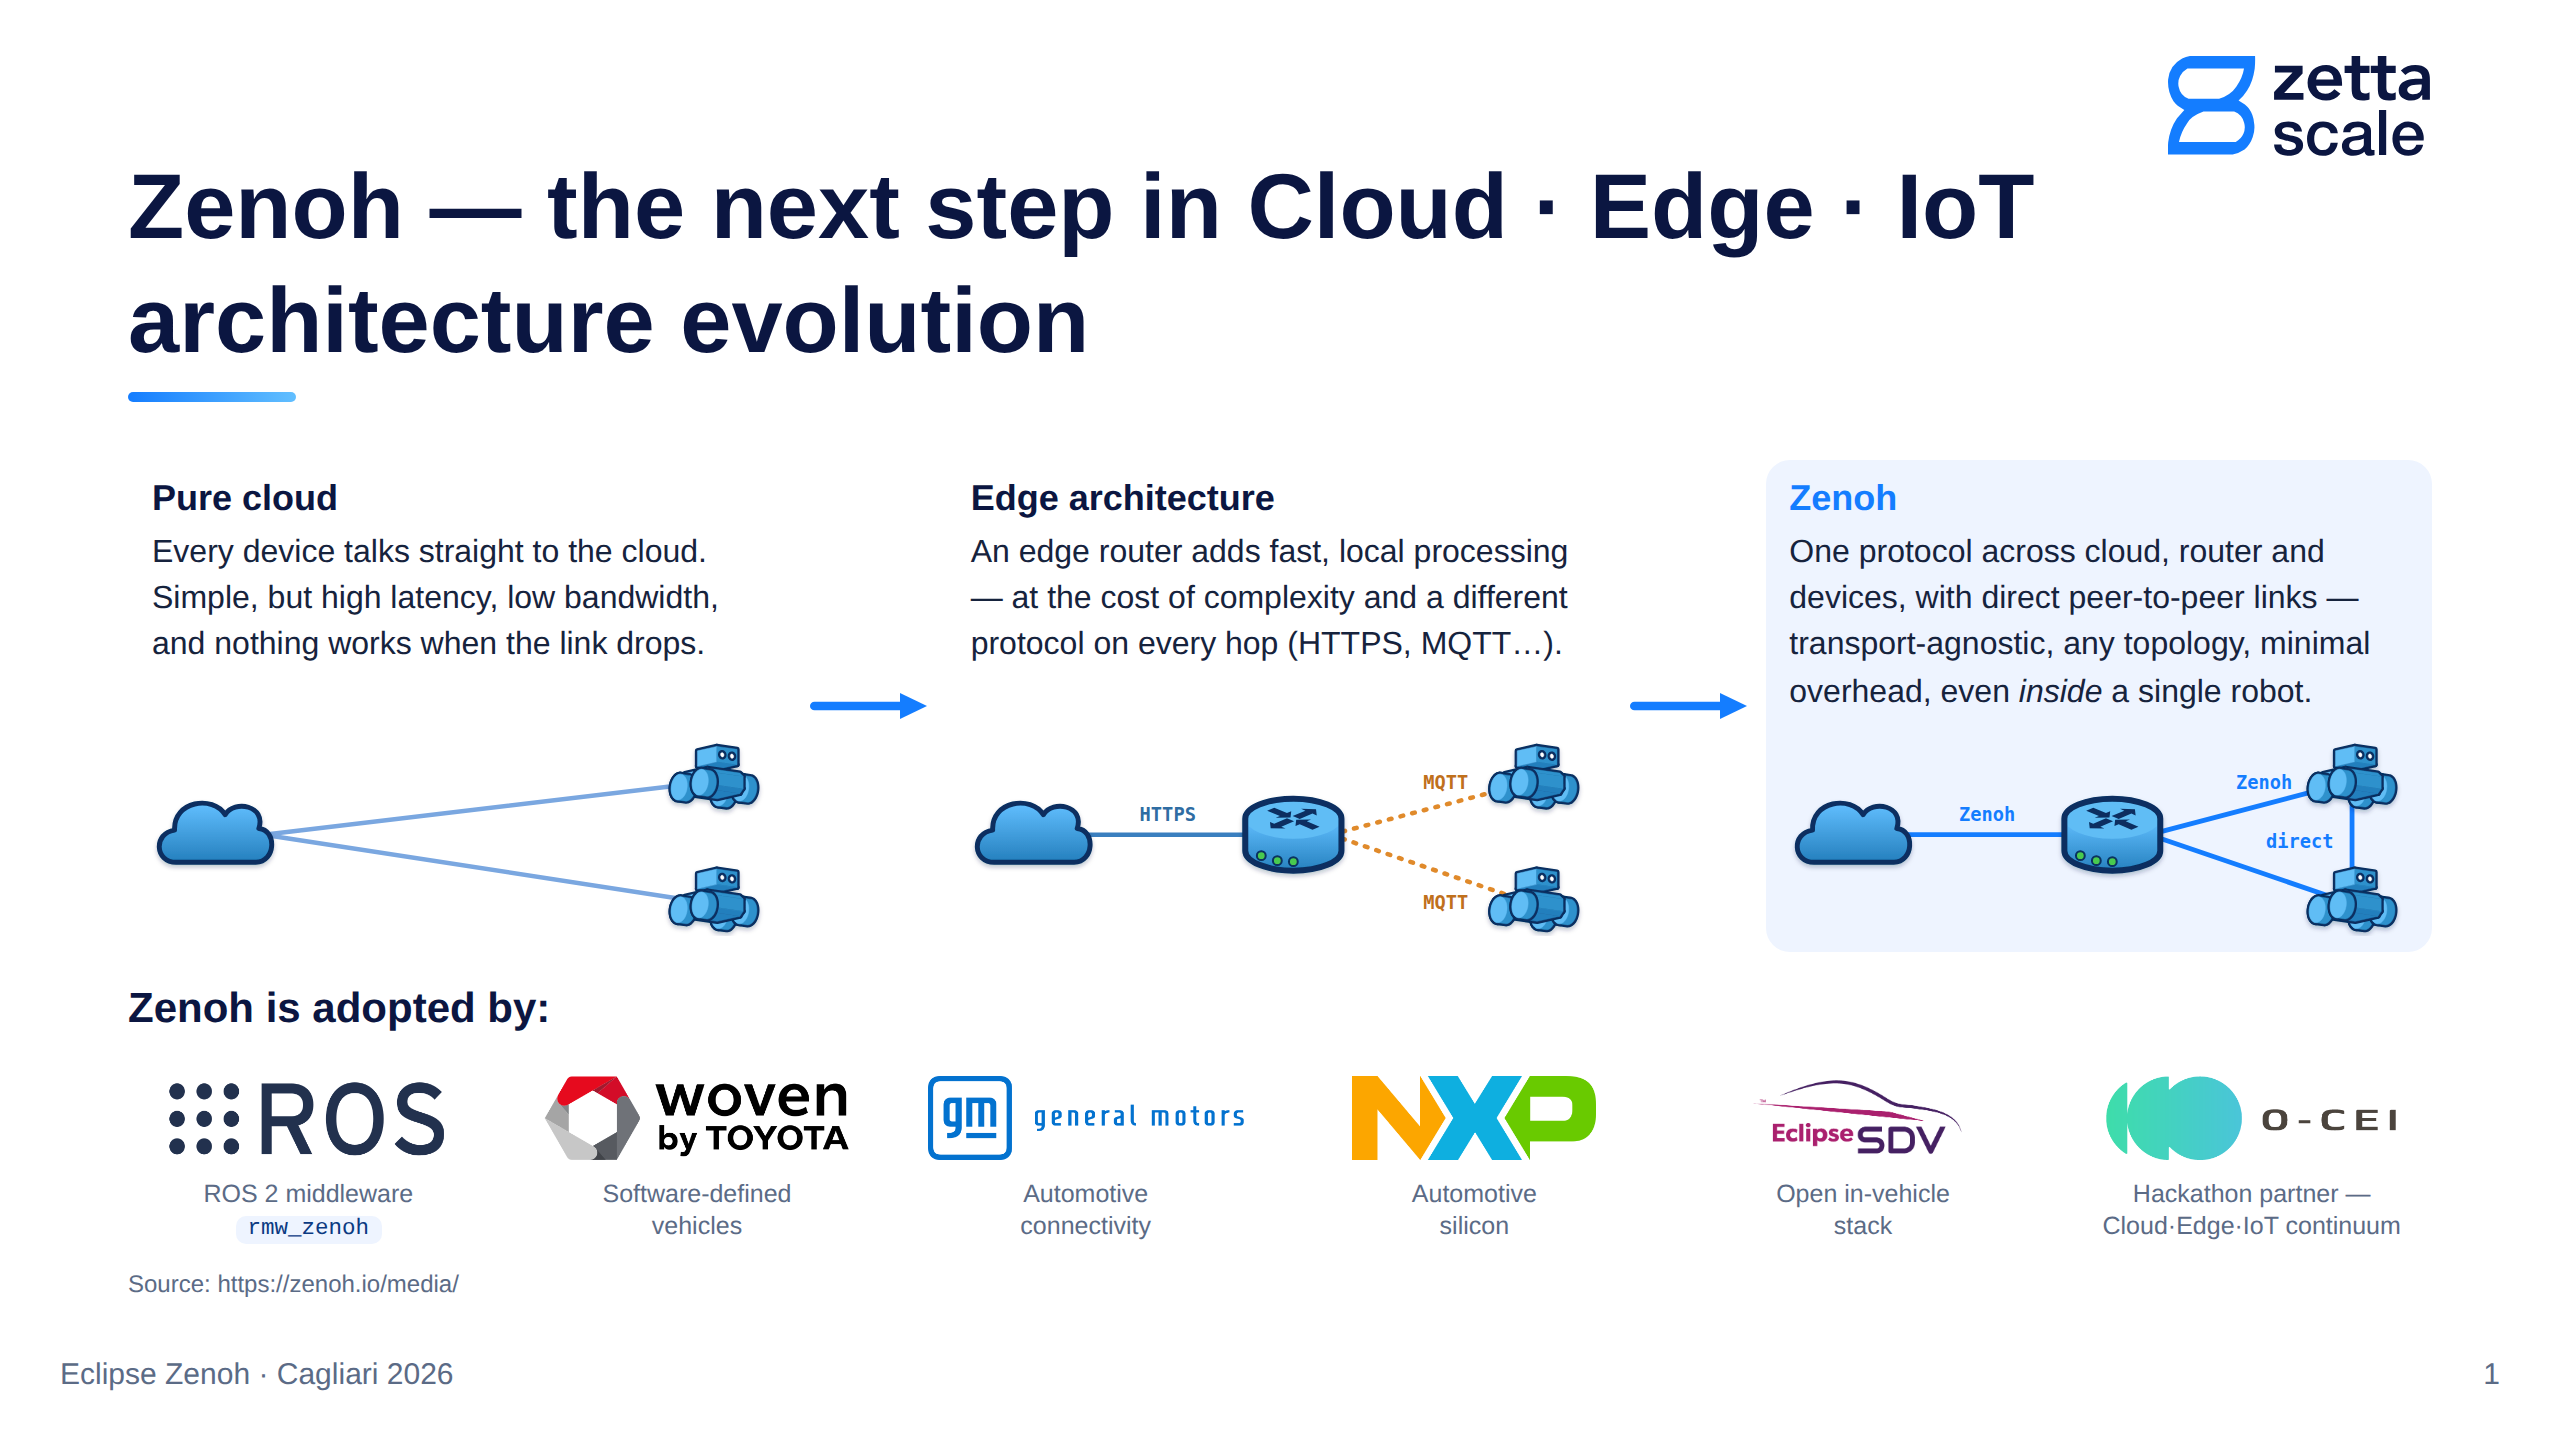 zetta
scale
Zenoh — the next step in Cloud · Edge · IoT
architecture evolution
Pure cloud
Every device talks straight to the cloud.
Simple, but high latency, low bandwidth,
and nothing works when the link drops.
Edge architecture
An edge router adds fast, local processing
— at the cost of complexity and a different
protocol on every hop (HTTPS, MQTT…).
HTTPS
MQTT
MQTT
Zenoh
One protocol across cloud, router and
devices, with direct peer-to-peer links —
transport-agnostic, any topology, minimal
overhead, even inside a single robot.
Zenoh
Zenoh
direct
Zenoh is adopted by:
ROS
ROS 2 middleware
rmw_zenoh
woven
by TOYOTA
Software-defined
vehicles
gm
general motors
Automotive
connectivity
NXP
Automotive
silicon
™
Eclipse SDV
Open in-vehicle
stack
O-CEI
Hackathon partner —
Cloud·Edge·IoT continuum
Source: https://zenoh.io/media/
Eclipse Zenoh · Cagliari 2026
1